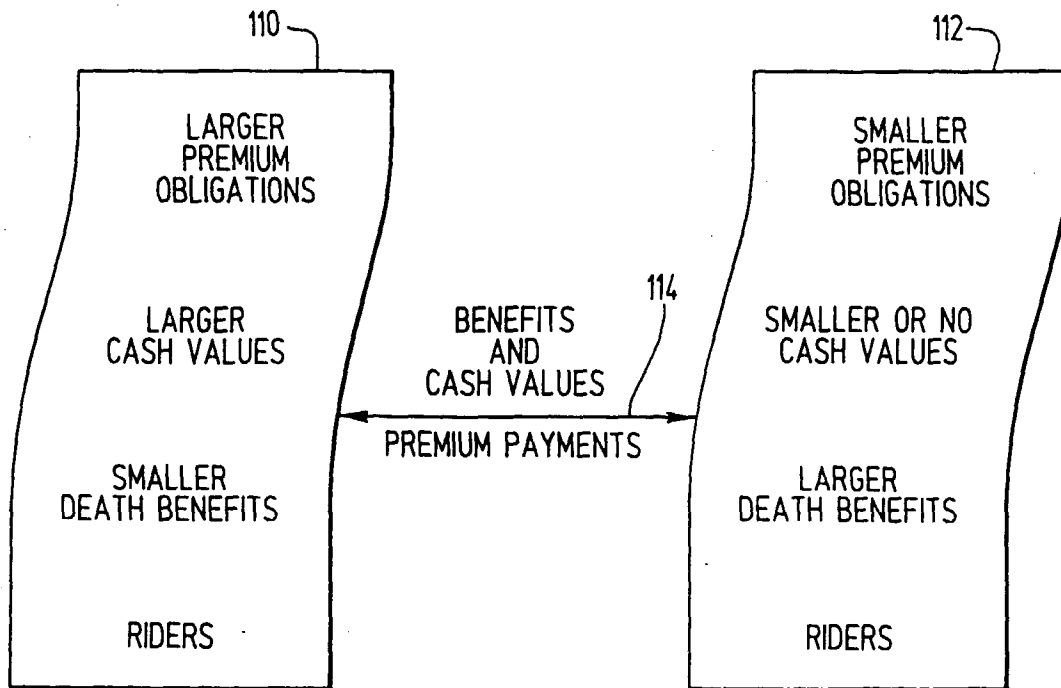 110
112
LARGER
PREMIUM
OBLIGATIONS
SMALLER
PREMIUM
OBLIGATIONS
114
LARGER
CASH VALUES
BENEFITS
AND
CASH VALUES
SMALLER OR NO
CASH VALUES
PREMIUM PAYMENTS
SMALLER
DEATH BENEFITS
LARGER
DEATH BENEFITS
RIDERS
RIDERS